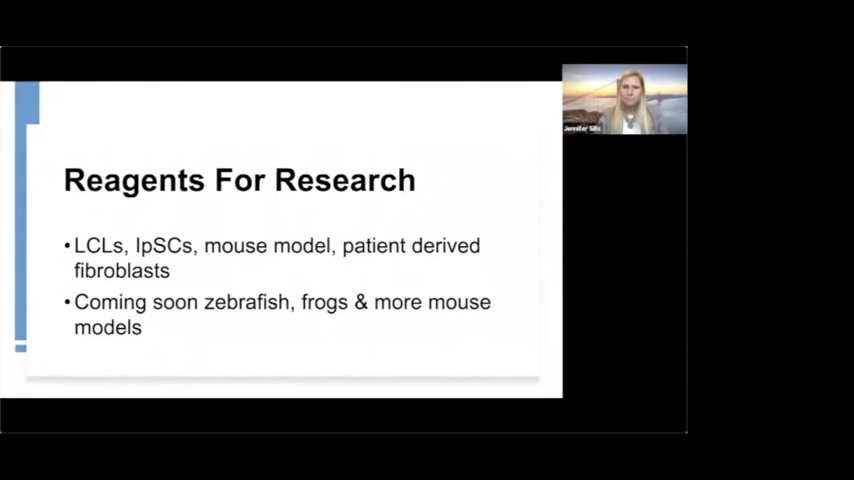 Reagents For Research
•LCLs, IpSCs, mouse model, patient derived
fibroblasts
•Coming soon zebrafish, frogs & more mouse
models
Jennifer Sills